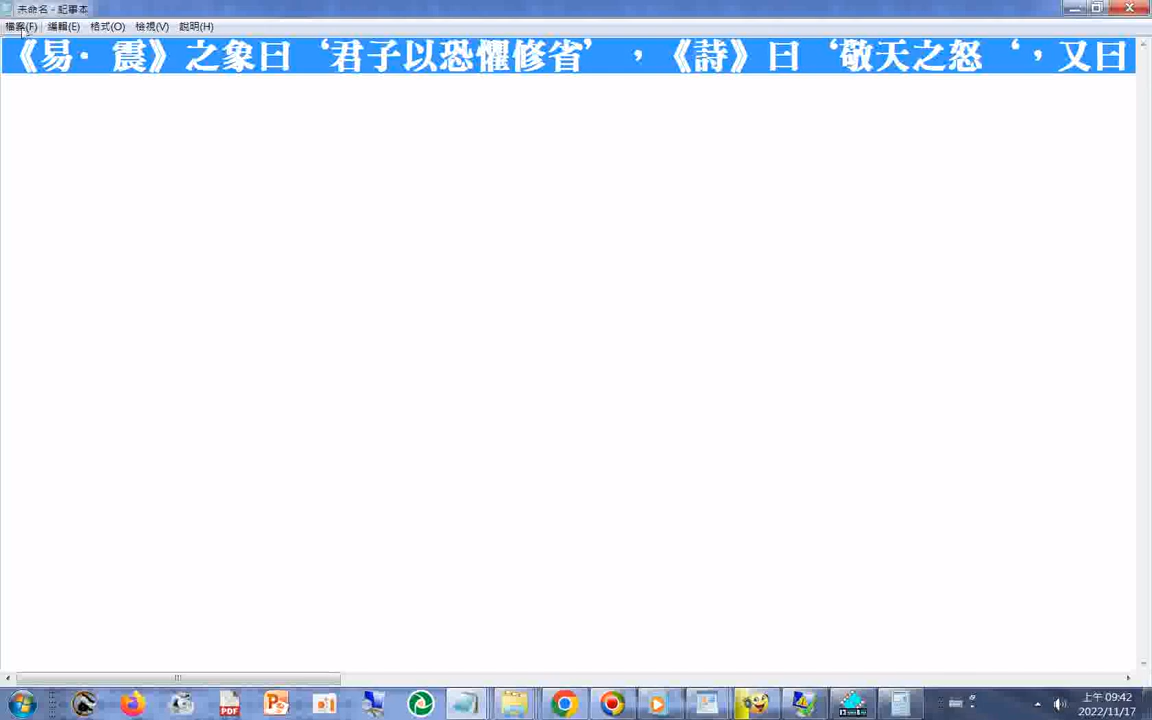 未命名 - 記事本
檔案(F) 編輯(E) 格式(O) 檢視(V) 說明(H)
《易·震》之象曰‘君子以恐懼修省’，《詩》曰‘敬天之怒‘，又曰
PDF
上午 09:42
2022/11/17